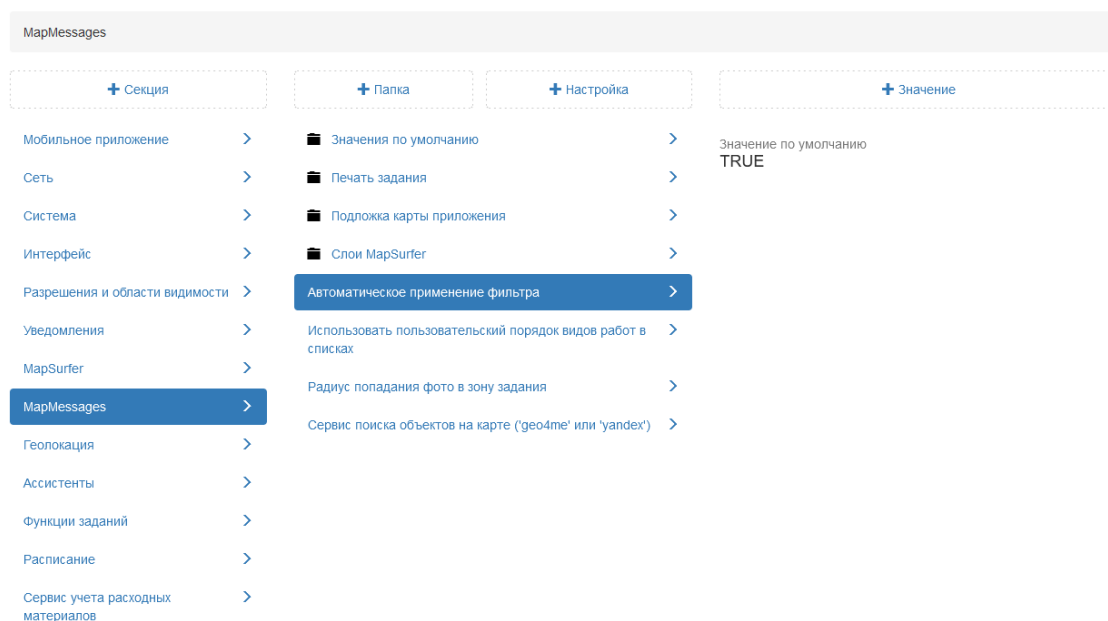 MapMessages
Секция
Папка
Настройка
Значение
Мобильное приложение
Сеть
Система
Интерфейс
Разрешения и области видимости
Уведомления
MapSurfer
MapMessages
Геолокация
Ассистенты
Функции заданий
Расписание
Сервис учета расходных
материалов
Значения по умолчанию
Печать задания
Подложка карты приложения
Слои MapSurfer
Автоматическое применение фильтра
Использовать пользовательский порядок видов работ в
списках
Радиус попадания фото в зону задания
Сервис поиска объектов на карте ('geo4me' или 'yandex')
Значение по умолчанию
TRUE